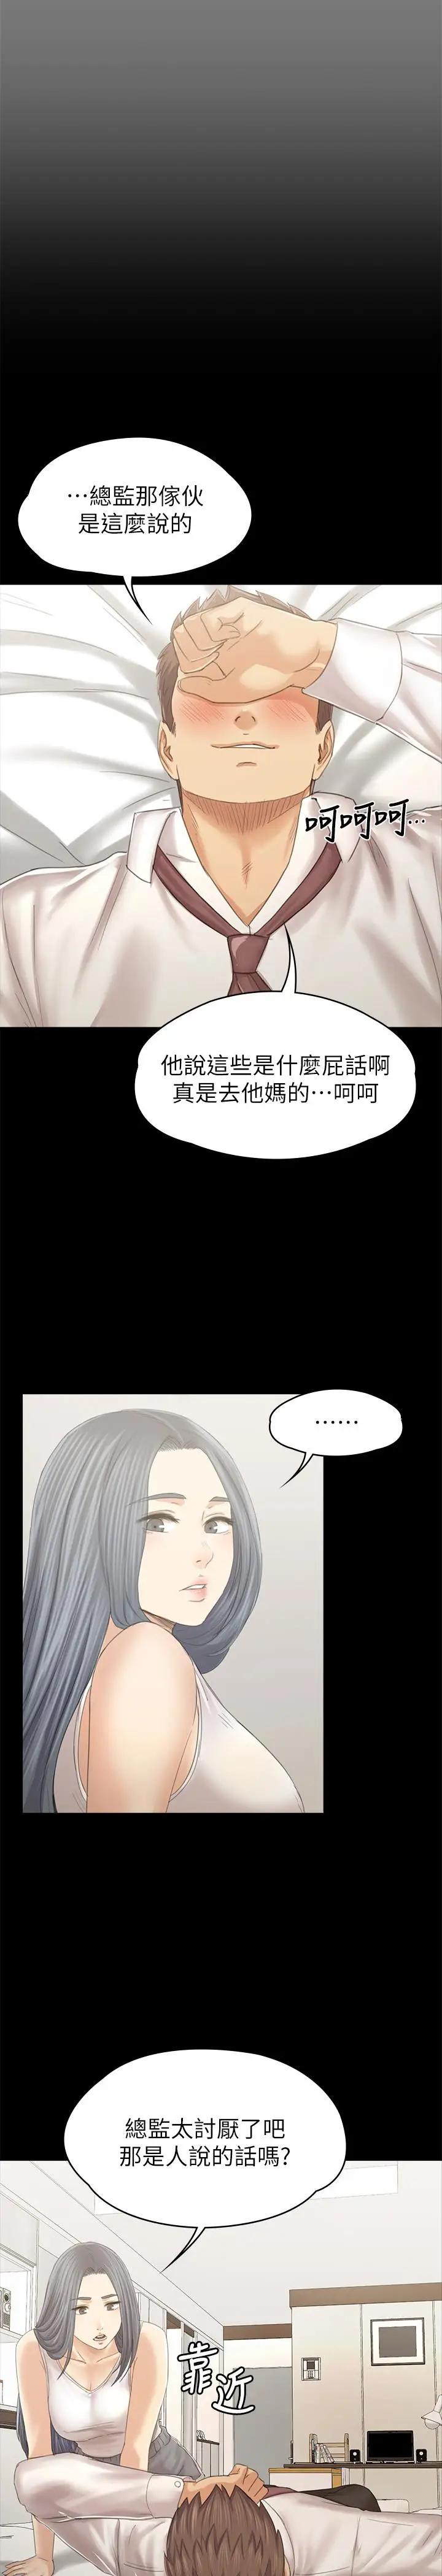 …總監那傢伙
是這麼說的
呵呵呵…
他說這些是什麼屁話啊
真是去他媽的…呵呵
……
總監太討厭了吧
那是人說的話嗎?
靠近